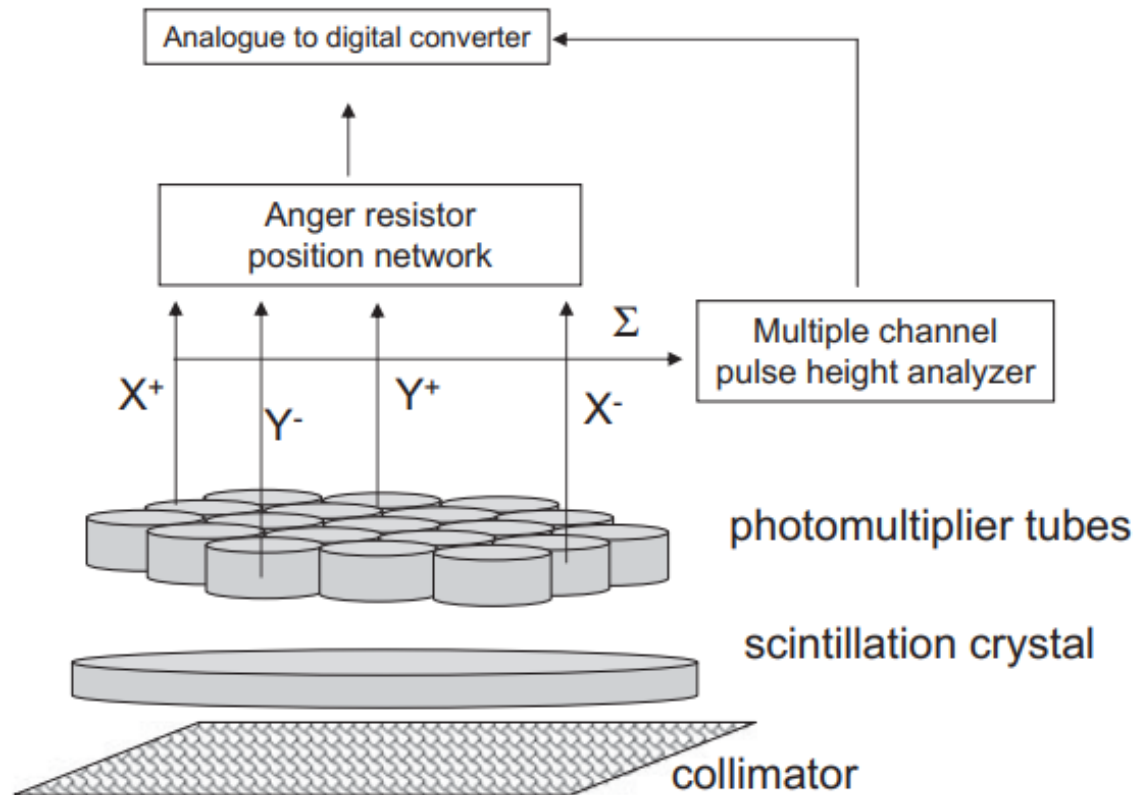 Analogue to digital converter
Anger resistor
position network
Σ
Multiple channel
pulse height analyzer
X⁺
Y⁻
Y⁺
X⁻
photomultiplier tubes
scintillation crystal
collimator